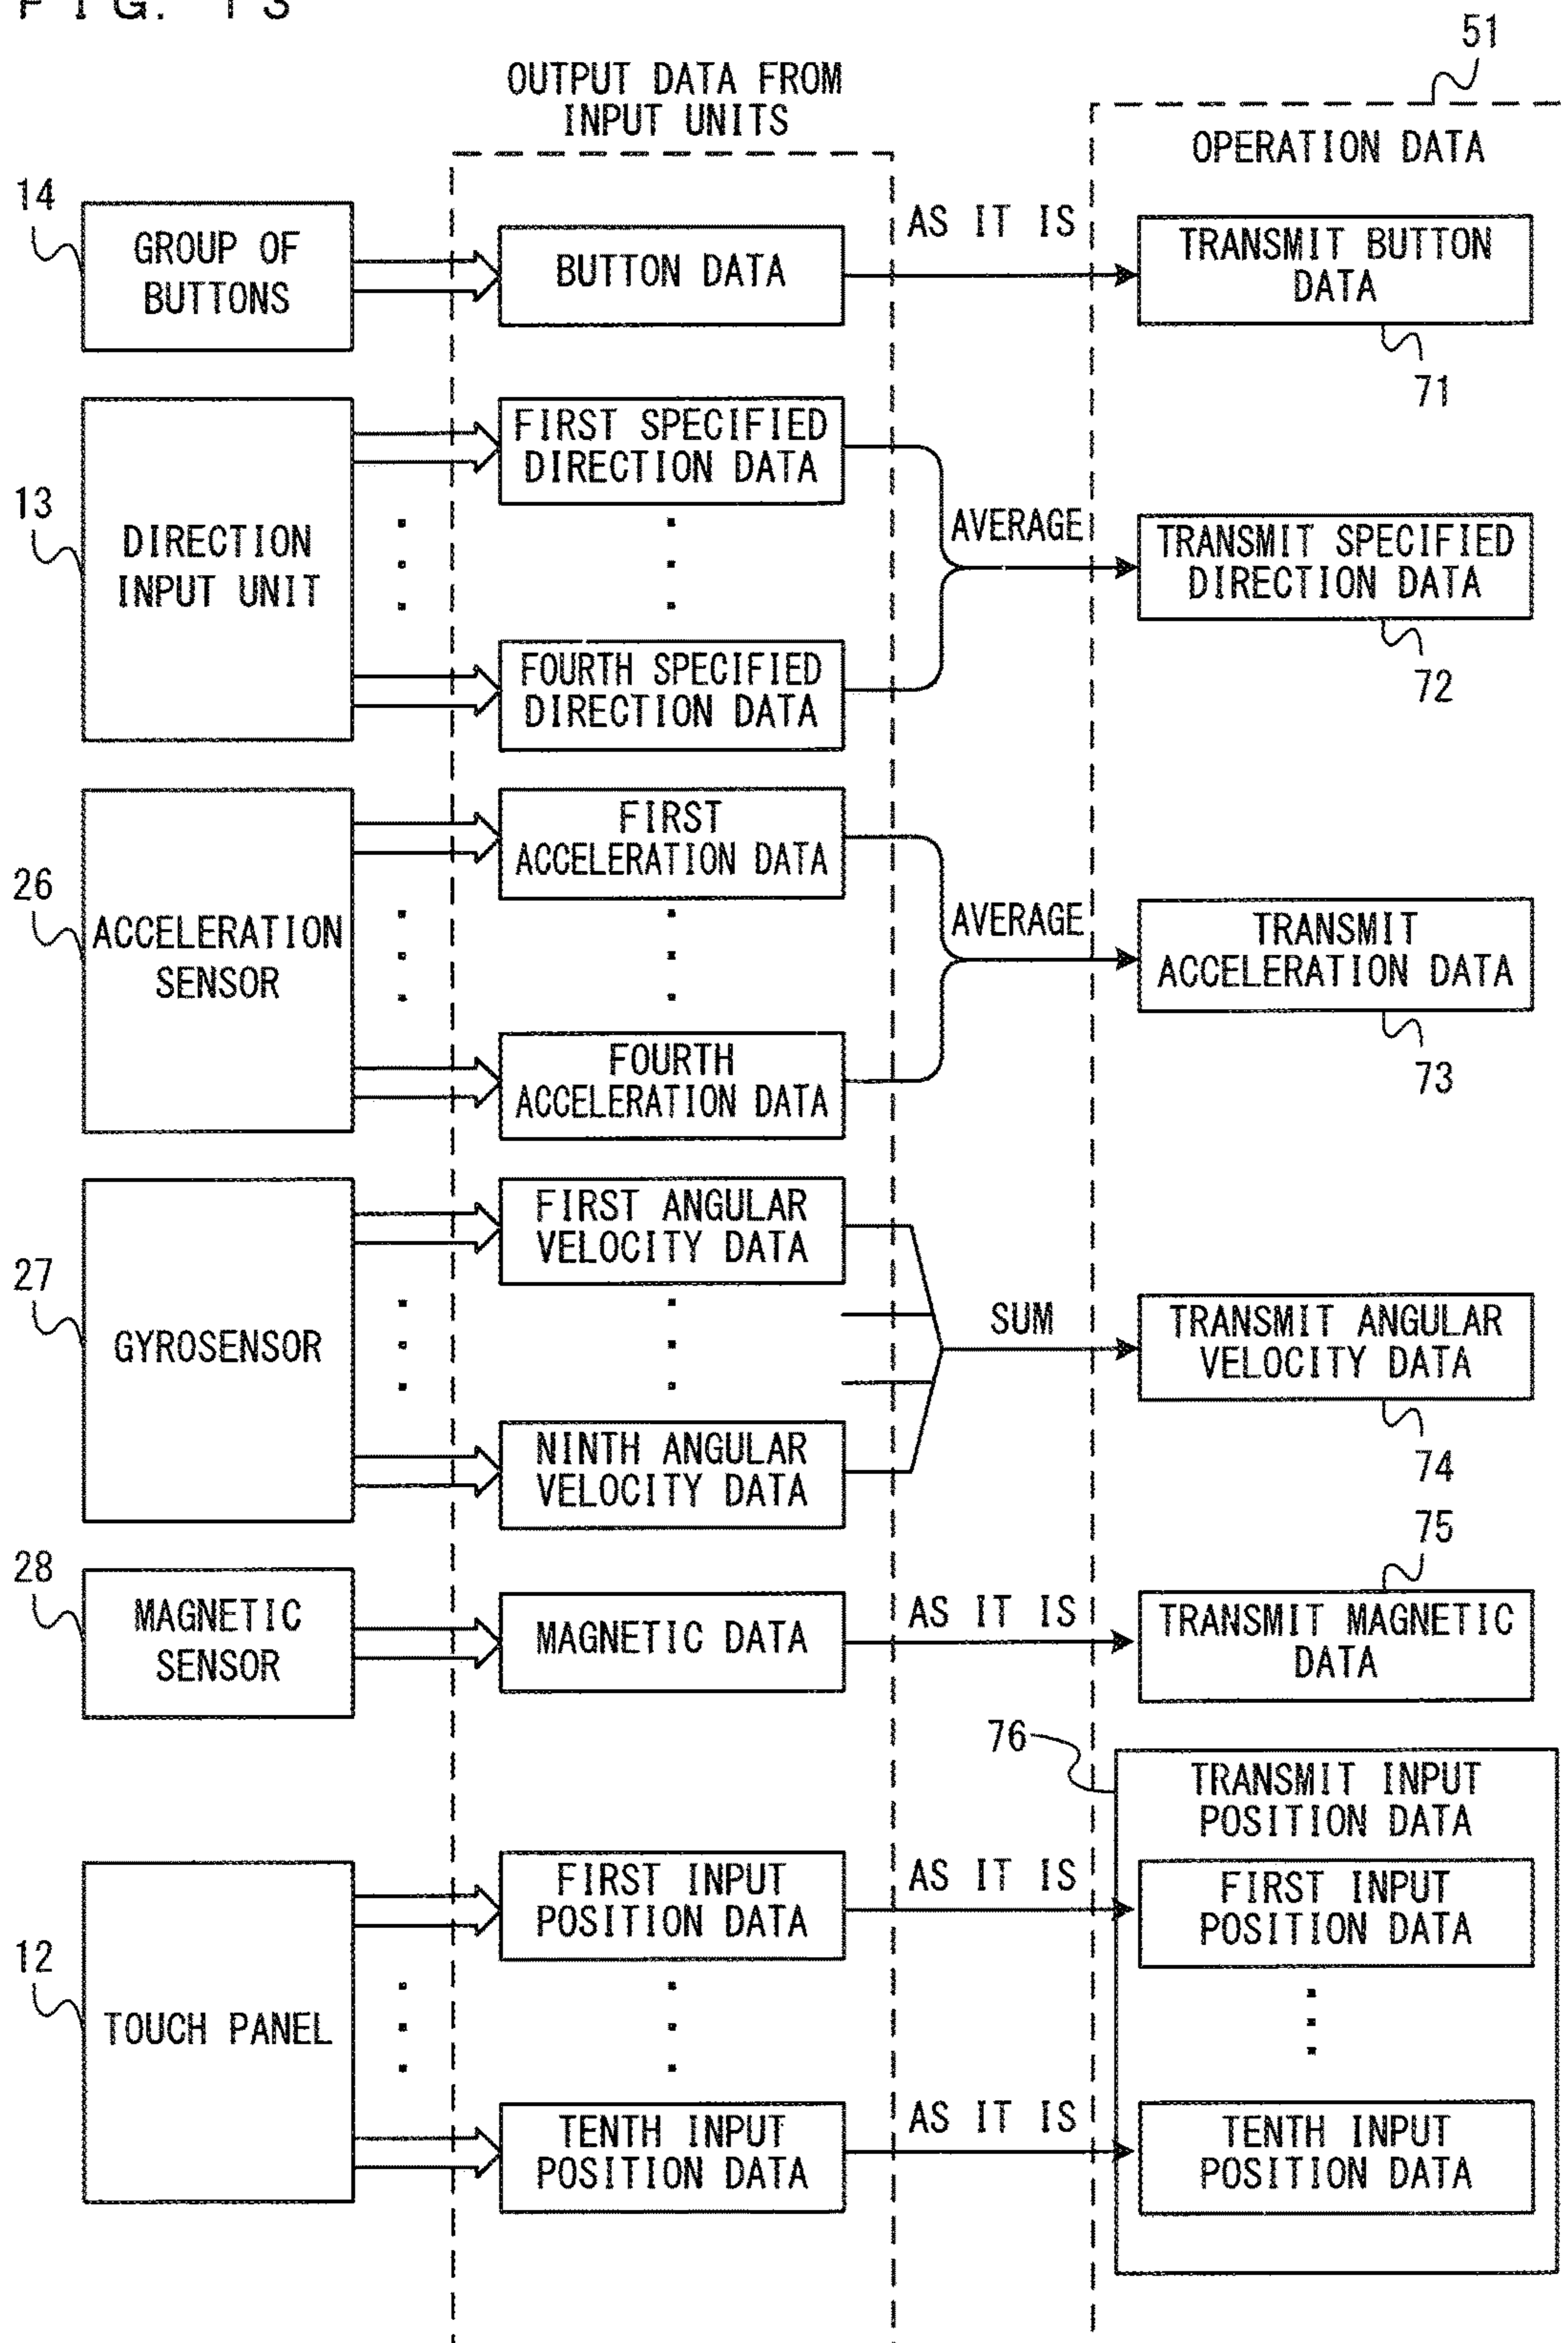 FIG. 13
51
OUTPUT DATA FROM
INPUT UNITS
OPERATION DATA
14
GROUP OF
BUTTONS
BUTTON DATA
AS IT IS
TRANSMIT BUTTON
DATA
71
13
DIRECTION
INPUT UNIT
FIRST SPECIFIED
DIRECTION DATA
FOURTH SPECIFIED
DIRECTION DATA
AVERAGE
TRANSMIT SPECIFIED
DIRECTION DATA
72
26
ACCELERATION
SENSOR
FIRST
ACCELERATION DATA
FOURTH
ACCELERATION DATA
AVERAGE
TRANSMIT
ACCELERATION DATA
73
27
GYROSENSOR
FIRST ANGULAR
VELOCITY DATA
NINTH ANGULAR
VELOCITY DATA
SUM
TRANSMIT ANGULAR
VELOCITY DATA
74
28
MAGNETIC
SENSOR
MAGNETIC DATA
AS IT IS
75
TRANSMIT MAGNETIC
DATA
76
TRANSMIT INPUT
POSITION DATA
12
TOUCH PANEL
FIRST INPUT
POSITION DATA
AS IT IS
FIRST INPUT
POSITION DATA
TENTH INPUT
POSITION DATA
AS IT IS
TENTH INPUT
POSITION DATA